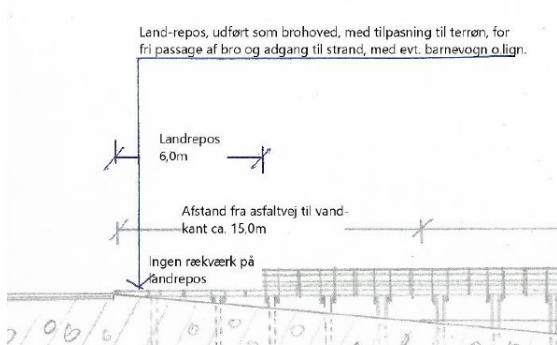 Land-repos, udført som brohoved, med tilpasning til terrøn, for
fri passage af bro og adgang til strand, med evt. barnevogn o.lign.
Landrepos
6,0m
Afstand fra asfaltvej til vand-
kant ca. 15,0m
Ingen rækværk på
landrepos